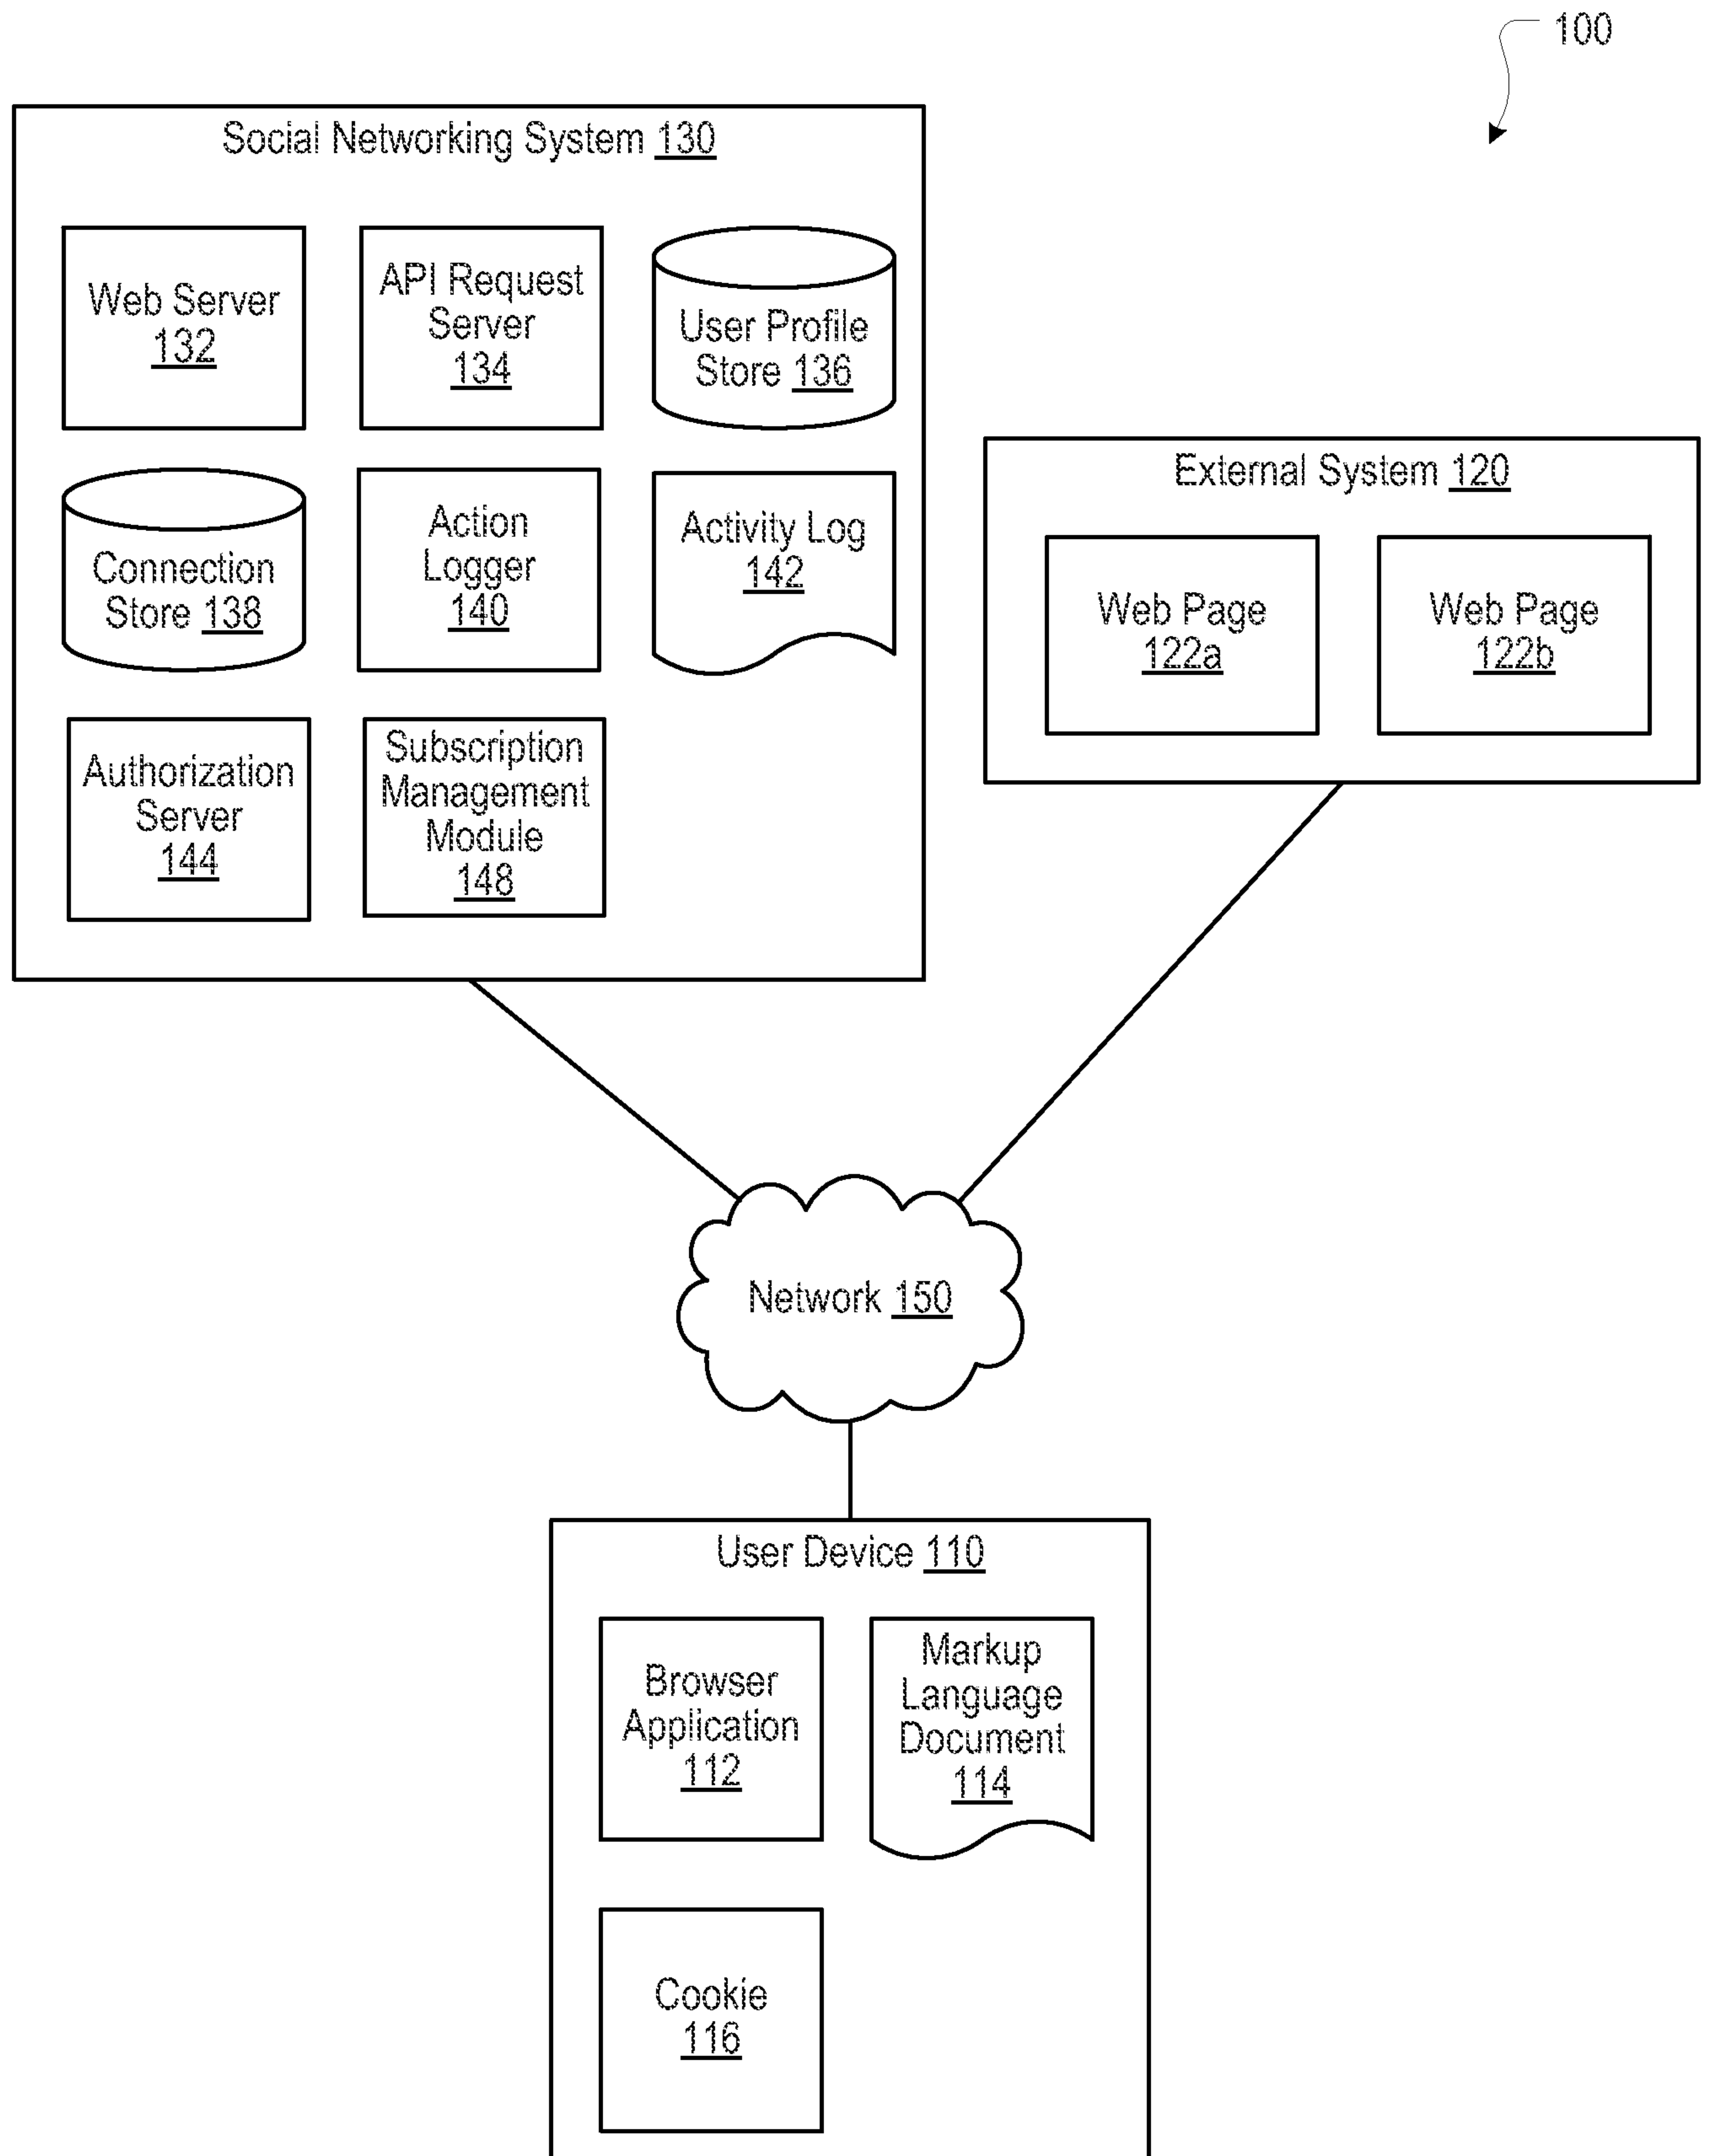 100
Social Networking System 130
Web Server
132
API Request
Server
134
User Profile
Store 136
Connection
Store 138
Action
Logger
140
Activity Log
142
Authorization
Server
144
Subscription
Management
Module
148
External System 120
Web Page
122a
Web Page
122b
Network 150
User Device 110
Browser
Application
112
Markup
Language
Document
114
Cookie
116